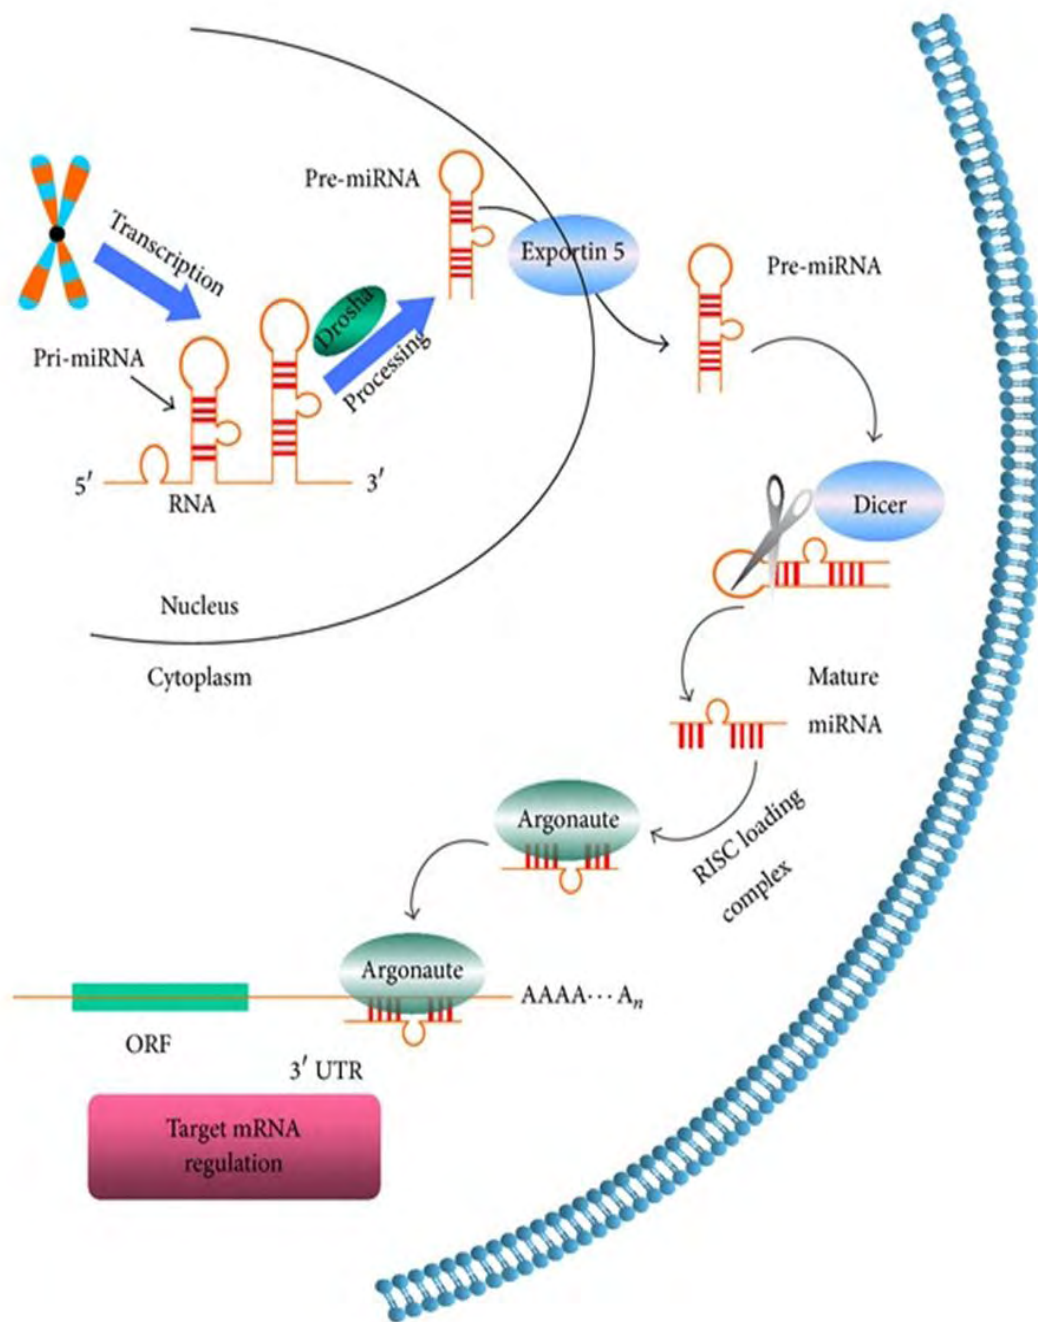 Pre-miRNA
Transcription
Exportin 5
Pre-miRNA
Drosha
Processing
Pri-miRNA
5′
3′
RNA
Dicer
Nucleus
Cytoplasm
Mature
miRNA
Argonaute
RISC loading
complex
Argonaute
AAAA⋯Aₙ
ORF
3′ UTR
Target mRNA
regulation